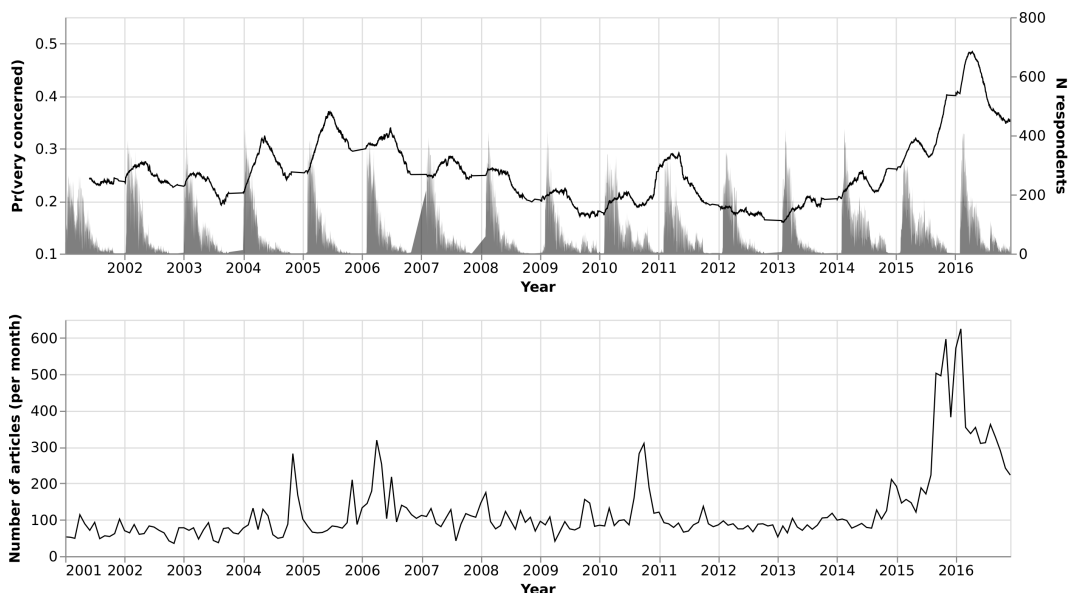 800
0.5
600
0.4
400
0.3
200
0.2
0.1
0
Pr(very concerned)
N respondents
2002 2003 2004 2005 2006 2007 2008 2009 2010 2011 2012 2013 2014 2015 2016
Year
600
500
400
300
200
100
0
Number of articles (per month)
2001 2002 2003 2004 2005 2006 2007 2008 2009 2010 2011 2012 2013 2014 2015 2016
Year